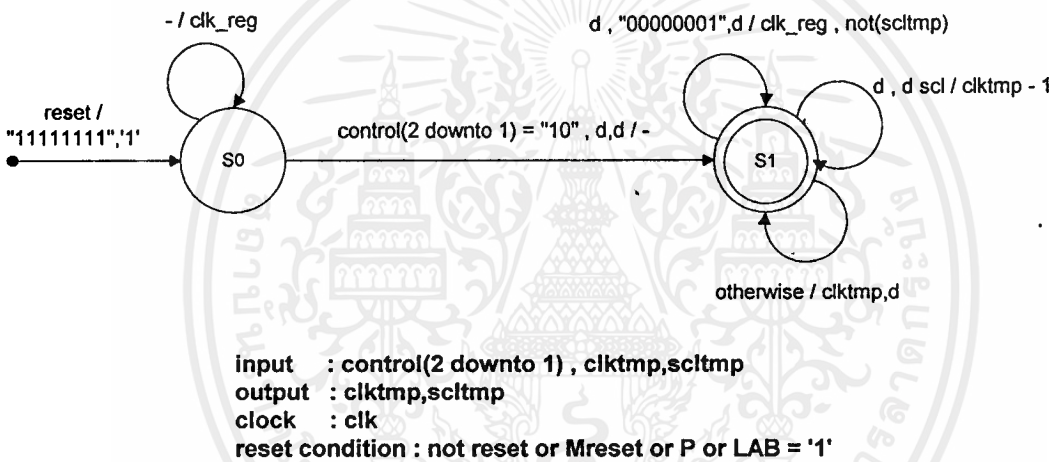 - / clk_reg
d , "00000001",d / clk_reg , not(scltmp)
d , d scl / clktmp - 1
reset /
"11111111",'1'
control(2 downto 1) = "10" , d,d / -
S0
S1
otherwise / clktmp,d
input : control(2 downto 1) , clktmp,scltmp
output : clktmp,scltmp
clock : clk
reset condition : not reset or Mreset or P or LAB = '1'